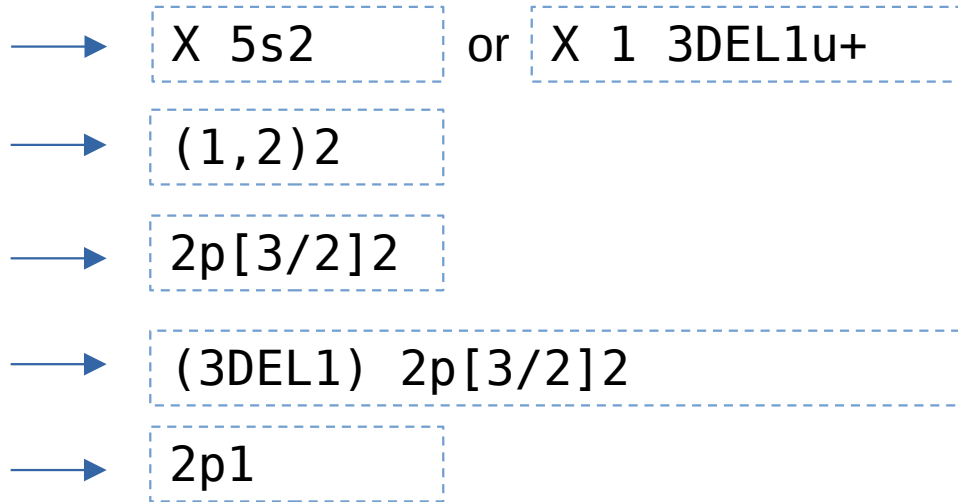 X 5s2 or X 1 3DEL1u+
(1,2)2
2p[3/2]2
(3DEL1) 2p[3/2]2
2p1